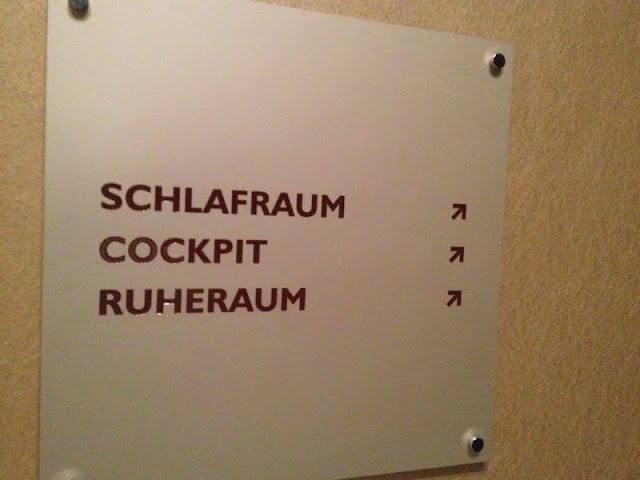 SCHLAFRAUM ↗
COCKPIT ↗
RUHERAUM ↗